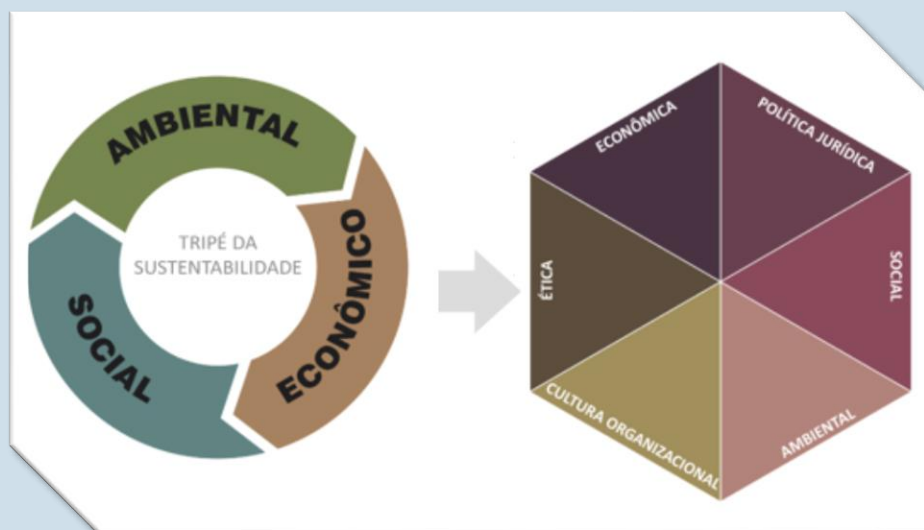 AMBIENTAL
TRIPÉ DA
SUSTENTABILIDADE
ECONÔMICO
SOCIAL
ECONÔMICA
POLÍTICA JURÍDICA
ÉTICA
SOCIAL
CULTURA ORGANIZACIONAL
AMBIENTAL